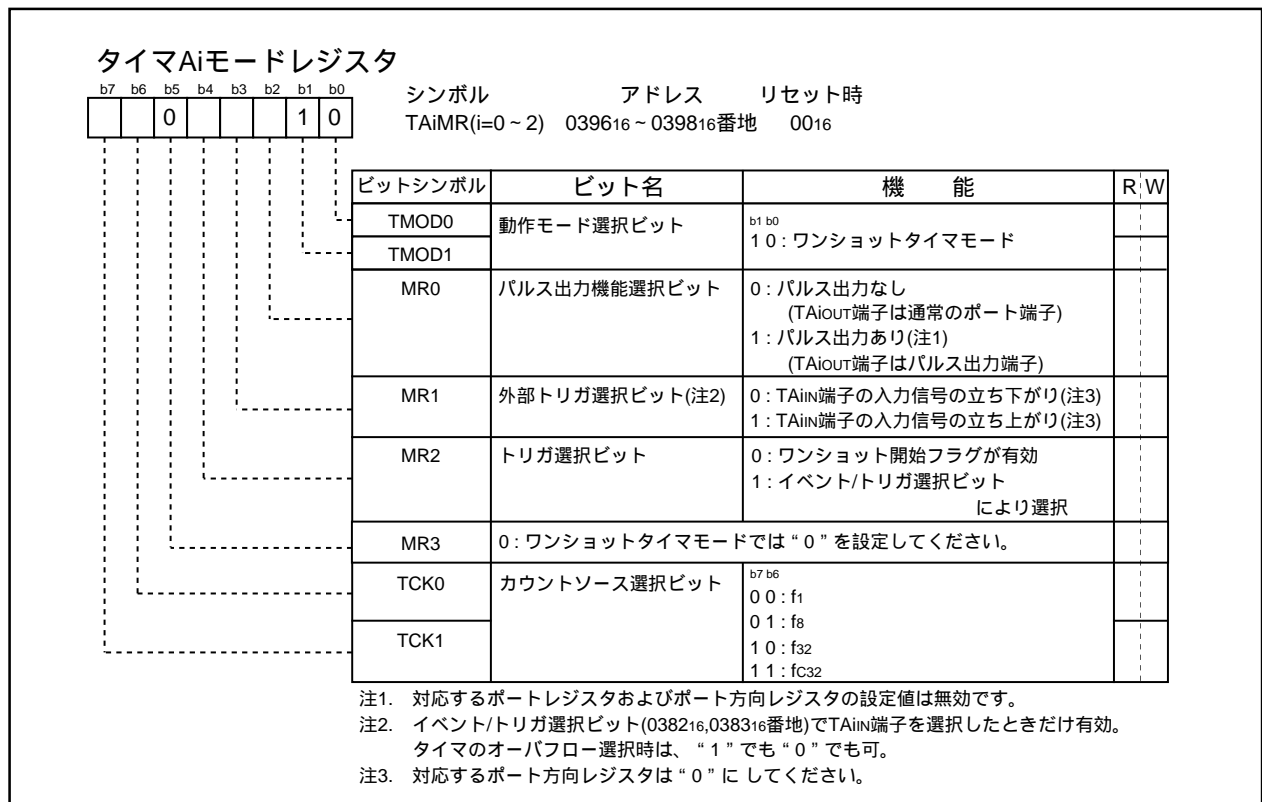 タイマAiモードレジスタ
b7 b6 b5 b4 b3 b2 b1 b0
0 1 0
シンボル アドレス リセット時
TAiMR(i=0 ~ 2) 039616 ~ 039816番地 0016
ビットシンボル ビット名 機 能 R W
TMOD0 動作モード選択ビット b1 b0
1 0 : ワンショットタイマモード
TMOD1
MR0 パルス出力機能選択ビット 0 : パルス出力なし
(TAiOUT端子は通常のポート端子)
1 : パルス出力あり(注1)
(TAiOUT端子はパルス出力端子)
MR1 外部トリガ選択ビット(注2) 0 : TAiIN端子の入力信号の立ち下がり(注3)
1 : TAiIN端子の入力信号の立ち上がり(注3)
MR2 トリガ選択ビット 0 : ワンショット開始フラグが有効
1 : イベント/トリガ選択ビット
により選択
MR3 0 : ワンショットタイマモードでは “ 0 ” を設定してください。
TCK0 カウントソース選択ビット b7 b6
0 0 : f1
0 1 : f8
TCK1 1 0 : f32
1 1 : fC32
注1. 対応するポートレジスタおよびポート方向レジスタの設定値は無効です。
注2. イベント/トリガ選択ビット(038216,038316番地)でTAiIN端子を選択したときだけ有効。
タイマのオーバフロー選択時は、 “ 1 ” でも “ 0 ” でも可。
注3. 対応するポート方向レジスタは “ 0 ” に してください。